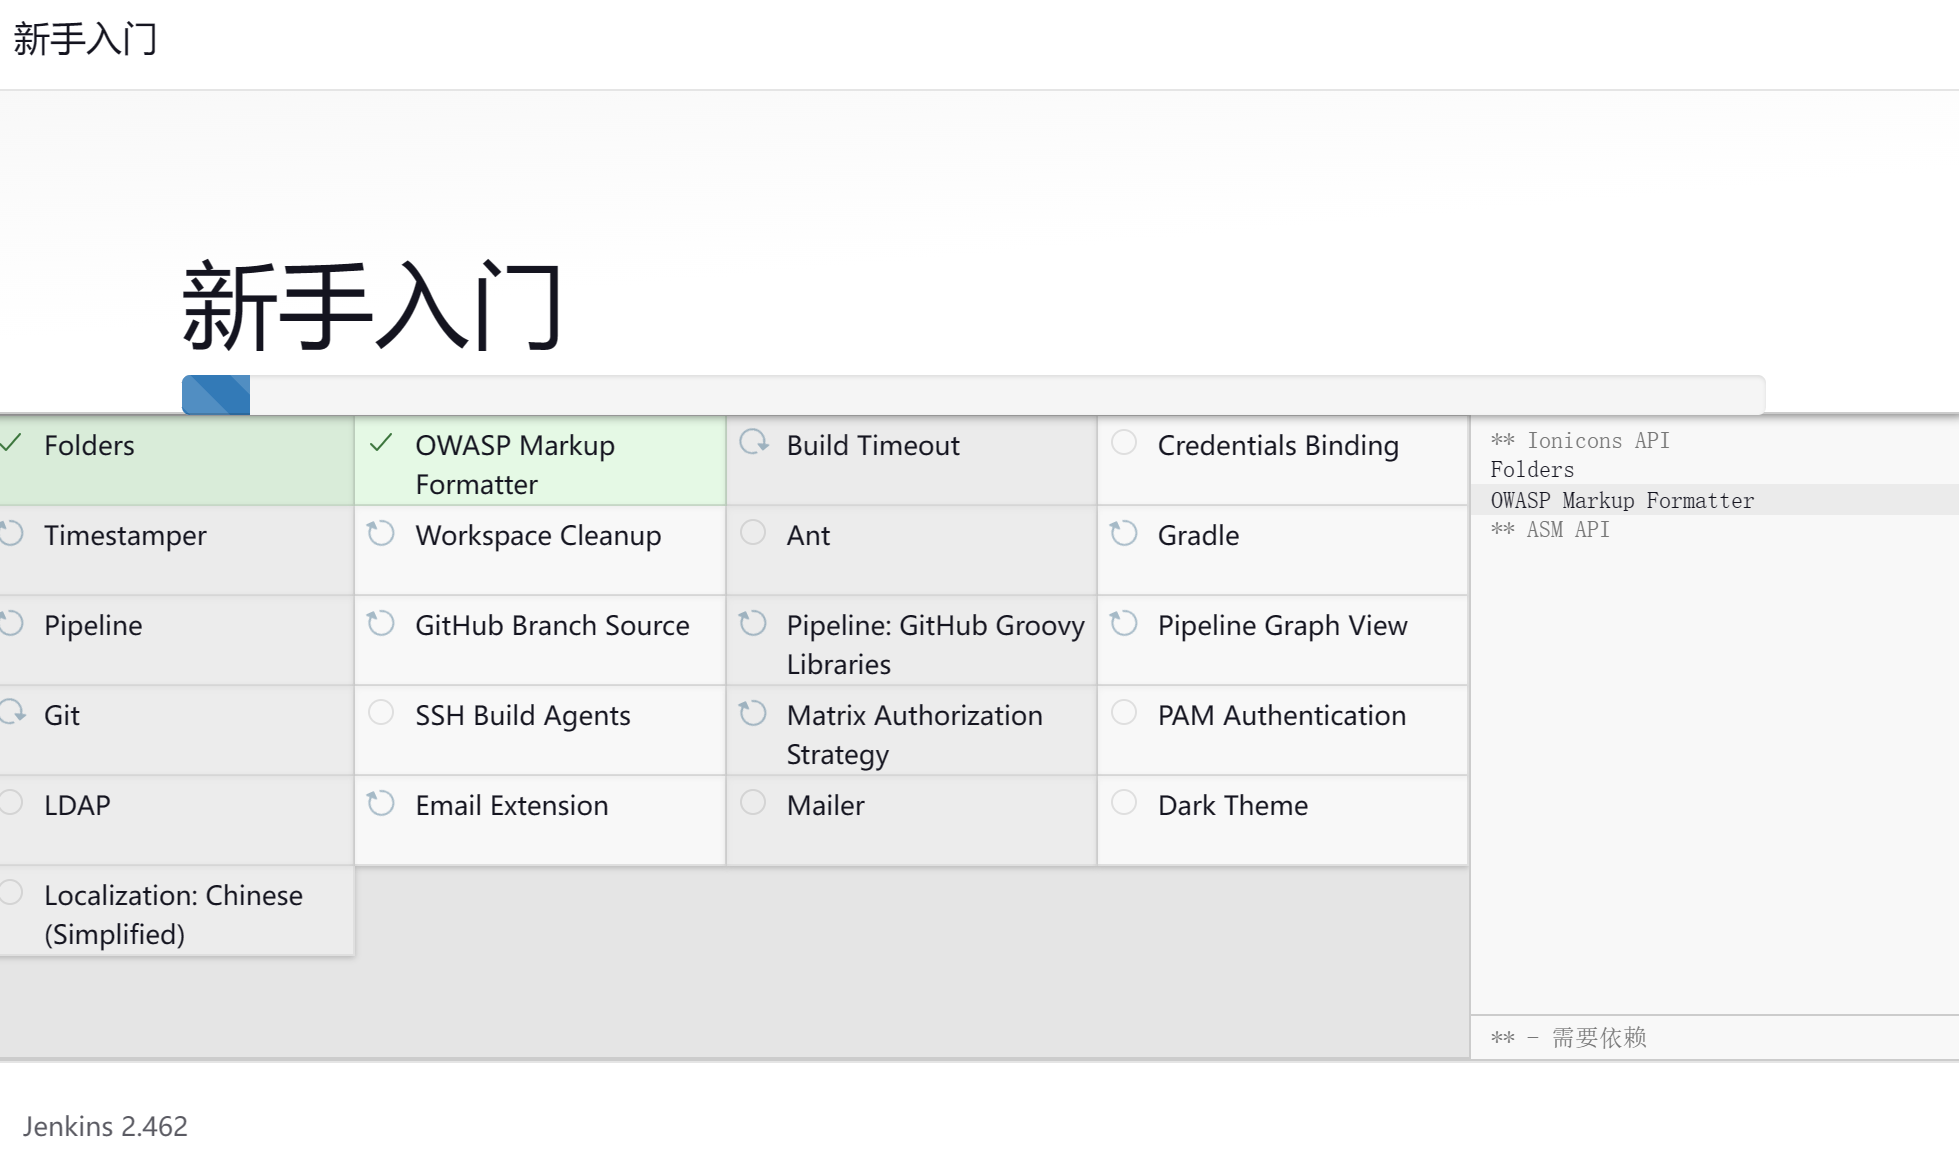 新手入门
新手入门
Folders
OWASP Markup
Formatter
Build Timeout
Credentials Binding
Timestamper
Workspace Cleanup
Ant
Gradle
Pipeline
GitHub Branch Source
Pipeline: GitHub Groovy
Libraries
Pipeline Graph View
Git
SSH Build Agents
Matrix Authorization
Strategy
PAM Authentication
LDAP
Email Extension
Mailer
Dark Theme
Localization: Chinese
(Simplified)
** Ionicons API
Folders
OWASP Markup Formatter
** ASM API
** - 需要依赖
Jenkins 2.462